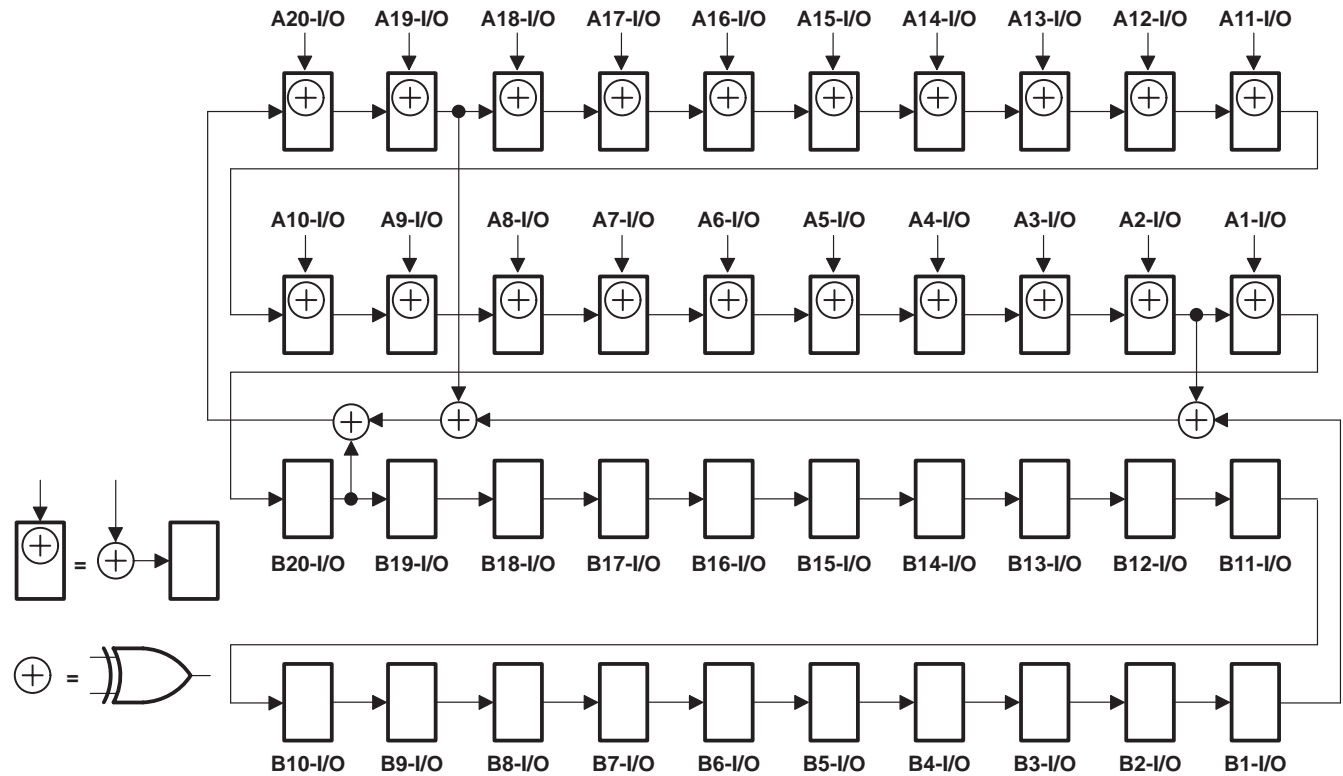 A20-I/O A19-I/O A18-I/O A17-I/O A16-I/O A15-I/O A14-I/O A13-I/O A12-I/O A11-I/O
A10-I/O A9-I/O A8-I/O A7-I/O A6-I/O A5-I/O A4-I/O A3-I/O A2-I/O A1-I/O
B20-I/O B19-I/O B18-I/O B17-I/O B16-I/O B15-I/O B14-I/O B13-I/O B12-I/O B11-I/O
=
=
B10-I/O B9-I/O B8-I/O B7-I/O B6-I/O B5-I/O B4-I/O B3-I/O B2-I/O B1-I/O